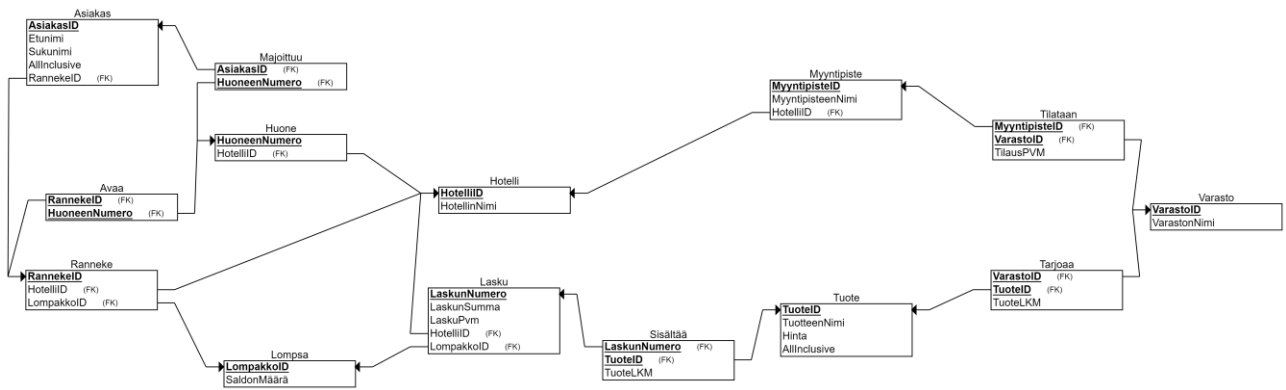 Asiakas
AsiakasID
Etunimi
Sukunimi
AllInclusive
RannekeID (FK)
Majoittuu
AsiakasID (FK)
HuoneenNumero (FK)
Huone
HuoneenNumero
HotelliID (FK)
Avaa
RannekeID (FK)
HuoneenNumero (FK)
Ranneke
RannekeID
HotelliID (FK)
LompakkoID (FK)
Lompsa
LompakkoID
SaldonMäärä
Hotelli
HotelliID
HotellinNimi
Lasku
LaskunNumero
LaskunSumma
LaskuPvm
HotelliID (FK)
LompakkoID (FK)
Sisältää
LaskunNumero (FK)
TuoteID (FK)
TuoteLKM
Myyntipiste
MyyntipisteID
MyyntipisteenNimi
HotelliID (FK)
Tuote
TuoteID
TuotteenNimi
Hinta
AllInclusive
Tilataan
MyyntipisteID (FK)
VarastoID (FK)
TilausPVM
Tarjoaa
VarastoID (FK)
TuoteID (FK)
TuoteLKM
Varasto
VarastoID
VarastonNimi